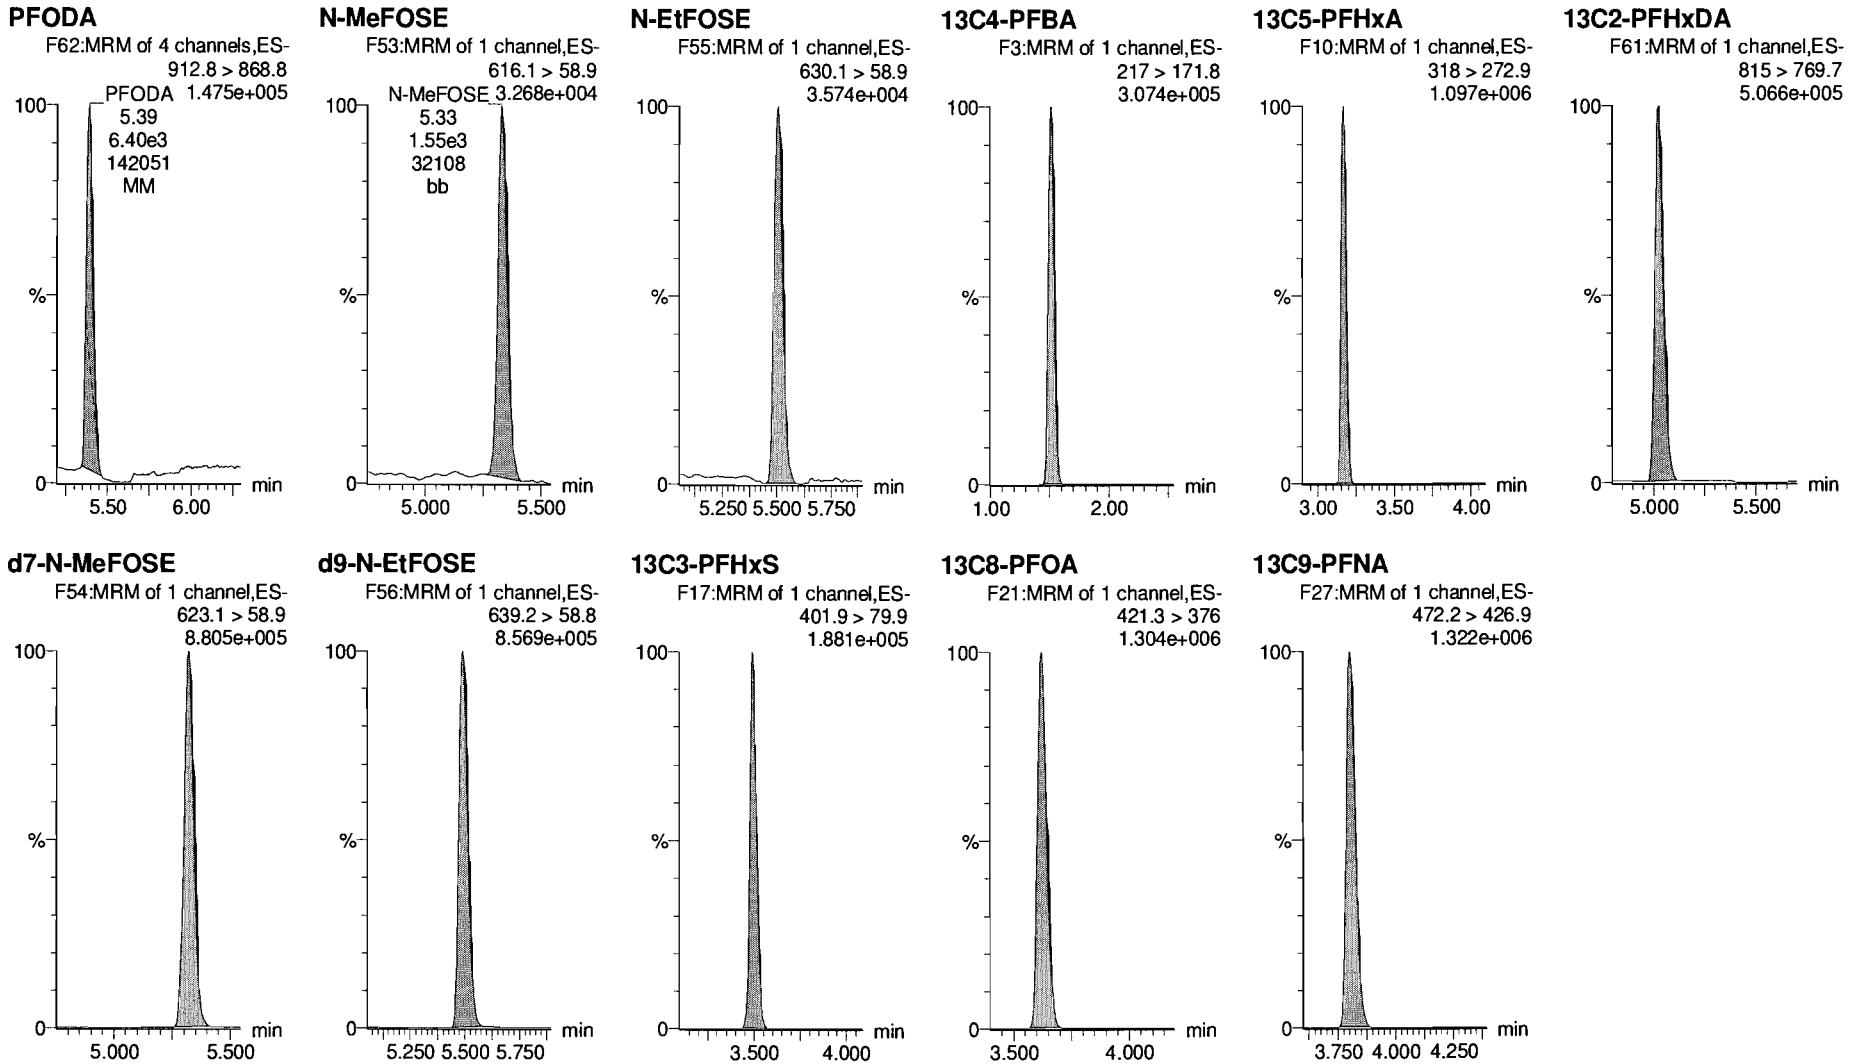 PFODA
F62:MRM of 4 channels,ES-
912.8 > 868.8
1.475e+005
PFODA
5.39
6.40e3
142051
MM
100
%
0
5.50 6.00 min
N-MeFOSE
F53:MRM of 1 channel,ES-
616.1 > 58.9
3.268e+004
N-MeFOSE
5.33
1.55e3
32108
bb
100
%
0
5.000 5.500 min
N-EtFOSE
F55:MRM of 1 channel,ES-
630.1 > 58.9
3.574e+004
100
%
0
5.250 5.500 5.750 min
13C4-PFBA
F3:MRM of 1 channel,ES-
217 > 171.8
3.074e+005
100
%
0
1.00 2.00 min
13C5-PFHxA
F10:MRM of 1 channel,ES-
318 > 272.9
1.097e+006
100
%
0
3.00 3.50 4.00 min
13C2-PFHxDA
F61:MRM of 1 channel,ES-
815 > 769.7
5.066e+005
100
%
0
5.000 5.500 min
d7-N-MeFOSE
F54:MRM of 1 channel,ES-
623.1 > 58.9
8.805e+005
100
%
0
5.000 5.500 min
d9-N-EtFOSE
F56:MRM of 1 channel,ES-
639.2 > 58.8
8.569e+005
100
%
0
5.250 5.500 5.750 min
13C3-PFHxS
F17:MRM of 1 channel,ES-
401.9 > 79.9
1.881e+005
100
%
0
3.500 4.000 min
13C8-PFOA
F21:MRM of 1 channel,ES-
421.3 > 376
1.304e+006
100
%
0
3.500 4.000 min
13C9-PFNA
F27:MRM of 1 channel,ES-
472.2 > 426.9
1.322e+006
100
%
0
3.750 4.000 4.250 min